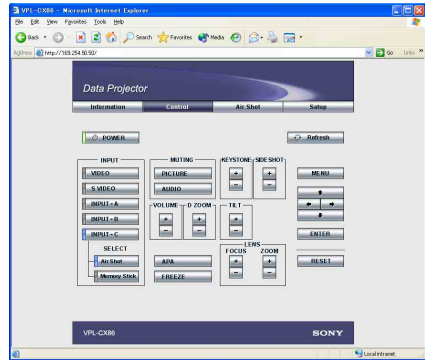 VPL-CX86 - Microsoft Internet Explorer
File Edit View Favorites Tools Help
Back Search Favorites Media
Address http://169.254.50.50/ Go Links »
Data Projector
Information Control Air Shot Setup
POWER Refresh
INPUT MUTING KEYSTONE SIDE SHOT
VIDEO PICTURE + + MENU
S VIDEO AUDIO - -
INPUT-A
INPUT-B VOLUME D ZOOM TILT
INPUT-C + + + ENTER
- - -
SELECT LENS
FOCUS ZOOM
Air Shot APA + + RESET
Memory Stick FREEZE - -
VPL-CX86 SONY
Local intranet